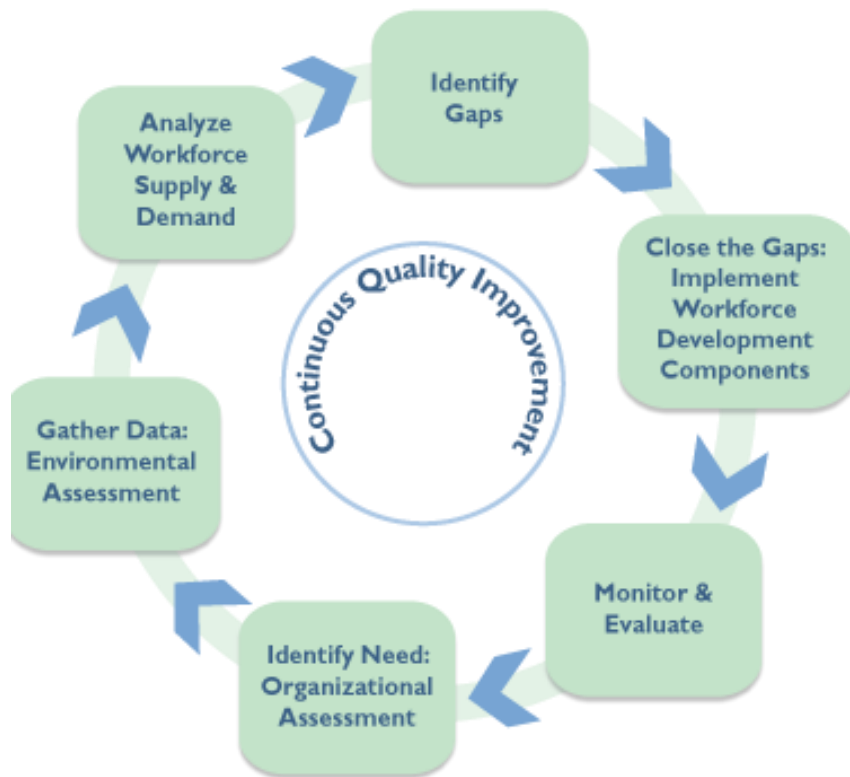 Identify
Gaps
Close the Gaps:
Implement
Workforce
Development
Components
Monitor &
Evaluate
Identify Need:
Organizational
Assessment
Gather Data:
Environmental
Assessment
Analyze
Workforce
Supply &
Demand
Continuous Quality Improvement